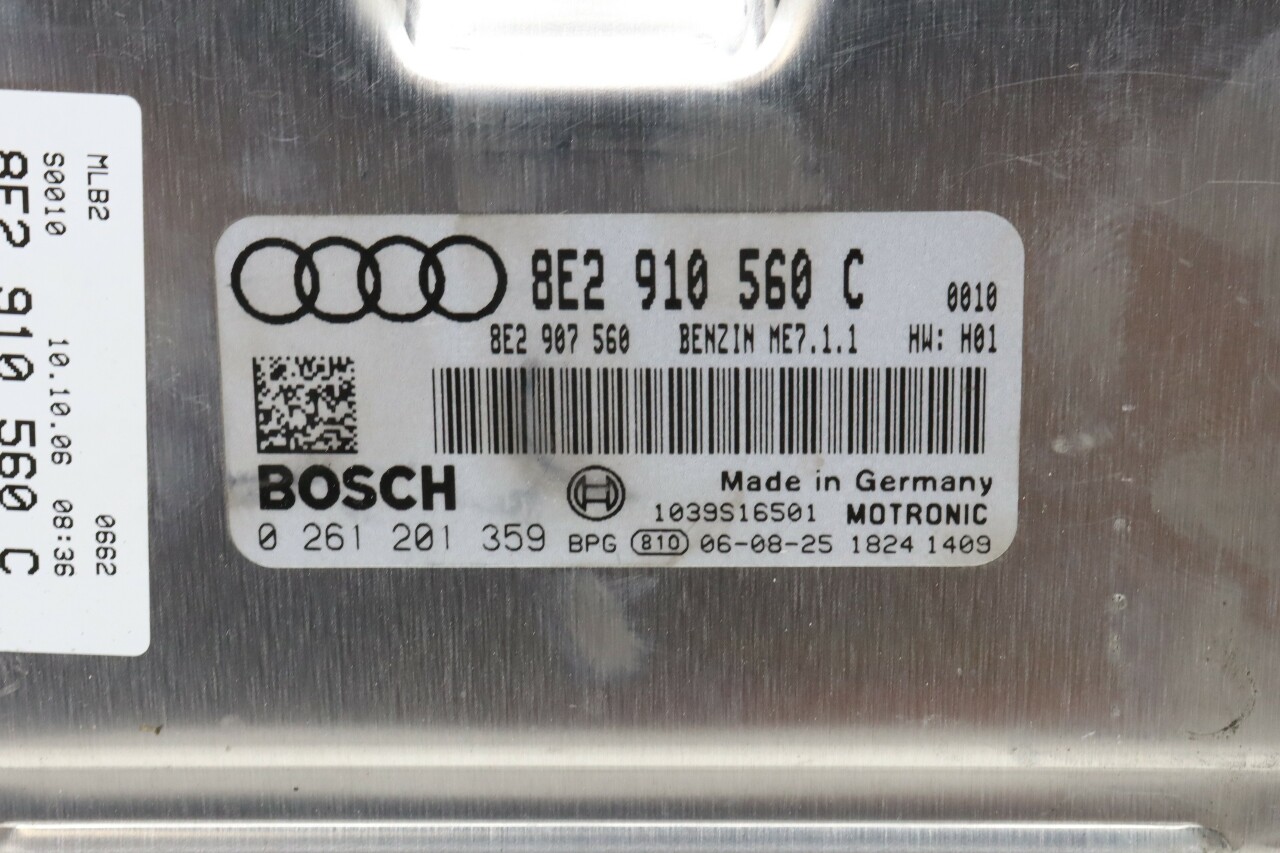 MLB2 0662
S0010 10.10.06 08:36
8E2 910 560 C
8E2 910 560 C 0010
8E2 907 560 BENZIN ME7.1.1 HW: H01
BOSCH Made in Germany
1039S16501 MOTRONIC
0 261 201 359 BPG 810 06-08-25 1824 1409